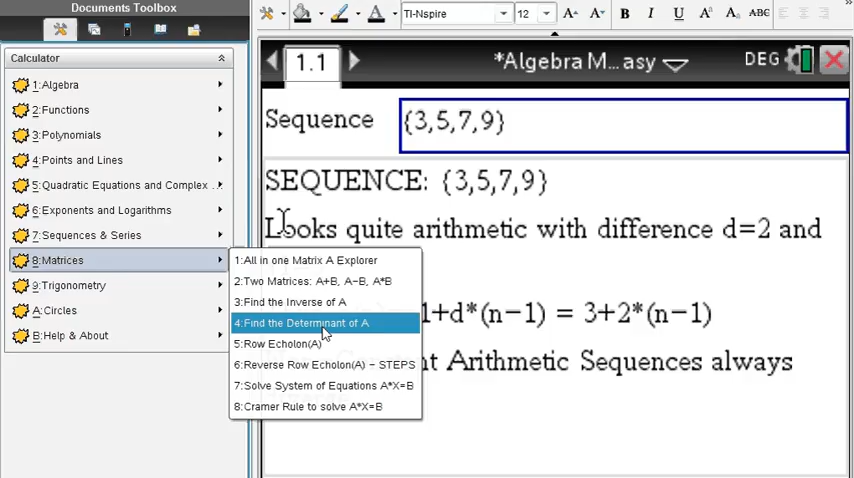 Documents Toolbox
Calculator
1:Algebra
2:Functions
3:Polynomials
4:Points and Lines
5:Quadratic Equations and Complex ...
6:Exponents and Logarithms
7:Sequences & Series
8:Matrices
9:Trigonometry
A:Circles
B:Help & About
1:All in one Matrix A Explorer
2:Two Matrices: A+B, A−B, A*B
3:Find the Inverse of A
4:Find the Determinant of A
5:Row Echolon(A)
6:Reverse Row Echolon(A) − STEPS
7:Solve System of Equations A*X=B
8:Cramer Rule to solve A*X=B
TI-Nspire 12 A A B I U A A ABC
1.1 *Algebra M...asy DEG
Sequence {3,5,7,9}
SEQUENCE: {3,5,7,9}
Looks quite arithmetic with difference d=2 and
1+d*(n−1) = 3+2*(n−1)
nt Arithmetic Sequences always